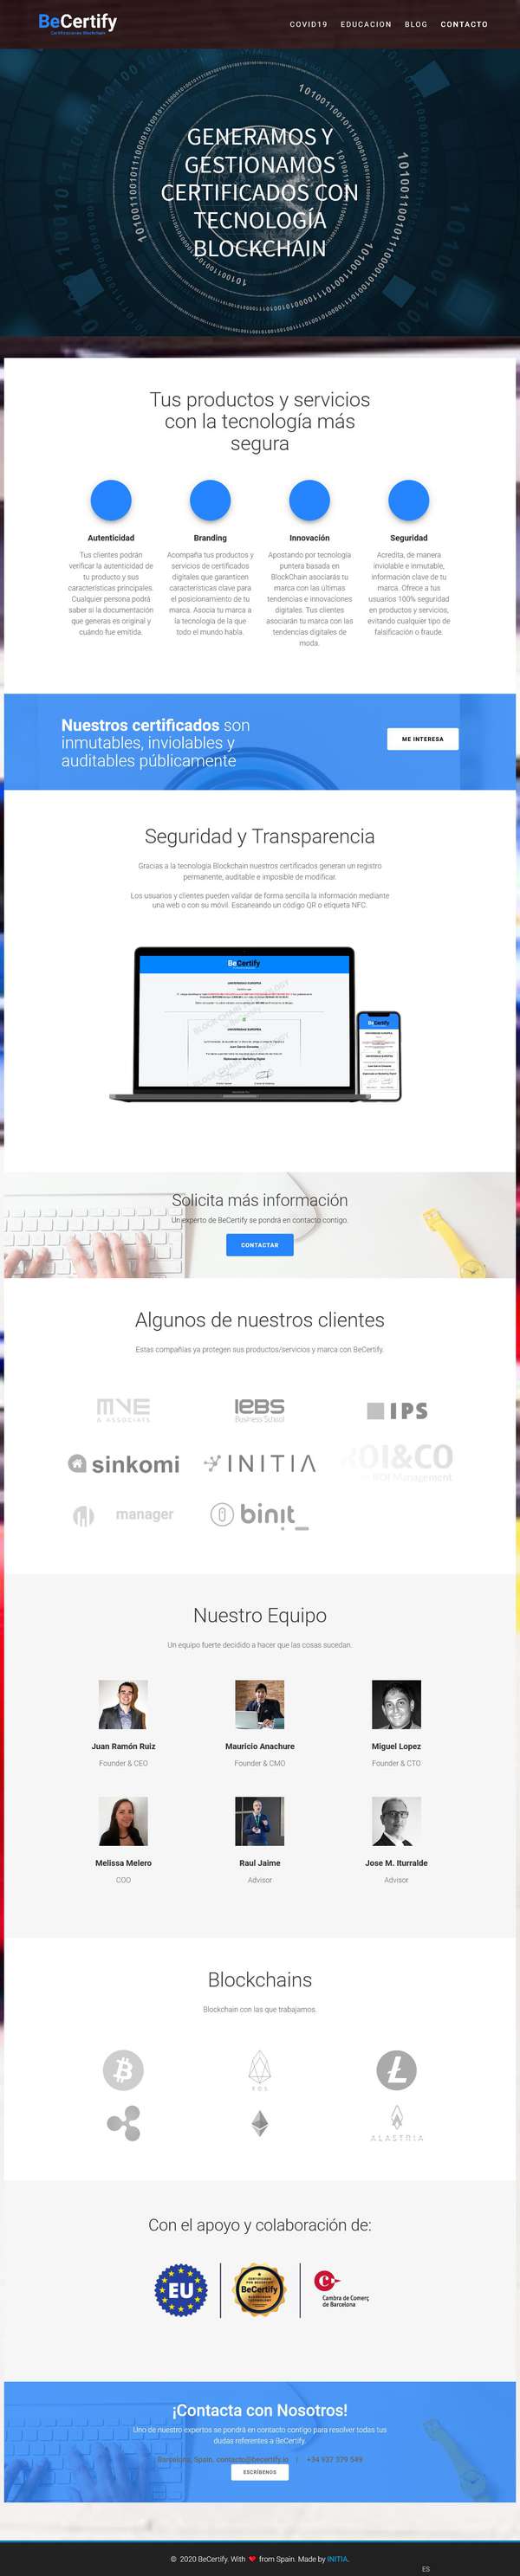 BeCertify
Certificaciones Blockchain
COVID19 EDUCACION BLOG CONTACTO
GENERAMOS Y
GESTIONAMOS
CERTIFICADOS CON
TECNOLOGÍA
BLOCKCHAIN
Tus productos y servicios
con la tecnología más
segura
Autenticidad
Tus clientes podrán
verificar la autenticidad de
tu producto y sus
características principales.
Cualquier persona podrá
saber si la documentación
que generas es original y
cuándo fue emitida.
Branding
Acompaña tus productos y
servicios de certificados
digitales que garanticen
características clave para
el posicionamiento de tu
marca. Asocia tu marca a
la tecnología de la que
todo el mundo habla.
Innovación
Apostando por tecnología
puntera basada en
BlockChain asociarás tu
marca con las últimas
tendencias e innovaciones
digitales. Tus clientes
asociarán tu marca con las
tendencias digitales de
moda.
Seguridad
Acredita, de manera
inviolable e inmutable,
información clave de tu
marca. Ofrece a tus
usuarios 100% seguridad
en productos y servicios,
evitando cualquier tipo de
falsificación o fraude.
Nuestros certificados son
inmutables, inviolables y
auditables públicamente
ME INTERESA
Seguridad y Transparencia
Gracias a la tecnología Blockchain nuestros certificados generan un registro
permanente, auditable e imposible de modificar.
Los usuarios y clientes pueden validar de forma sencilla la información mediante
una web o con su móvil. Escaneando un código QR o etiqueta NFC.
BeCertify
UNIVERSIDAD EUROPEA
UNIVERSIDAD EUROPEA
BeCertify
Solicita más información
Un experto de BeCertify se pondrá en contacto contigo.
CONTACTAR
Algunos de nuestros clientes
Estas compañías ya protegen sus productos/servicios y marca con BeCertify.
MVE
& ASSOCIATS
IEBS
Business School
IPS
sinkomi
INITIA
ROI&CO
ROI Management
manager
binit_
Nuestro Equipo
Un equipo fuerte decidido a hacer que las cosas sucedan.
Juan Ramón Ruiz
Founder & CEO
Mauricio Anachure
Founder & CMO
Miguel Lopez
Founder & CTO
Melissa Melero
COO
Raul Jaime
Advisor
Jose M. Iturralde
Advisor
Blockchains
Blockchain con las que trabajamos.
EOS
ALASTRIA
Con el apoyo y colaboración de:
EU
BeCertify
Cambra de Comerç
de Barcelona
¡Contacta con Nosotros!
Uno de nuestro expertos se pondrá en contacto contigo para resolver todas tus
dudas referentes a BeCertify.
Barcelona, Spain. contacto@becertify.io | +34 937 379 549
ESCRÍBENOS
© 2020 BeCertify. With ❤ from Spain. Made by INITIA.
ES